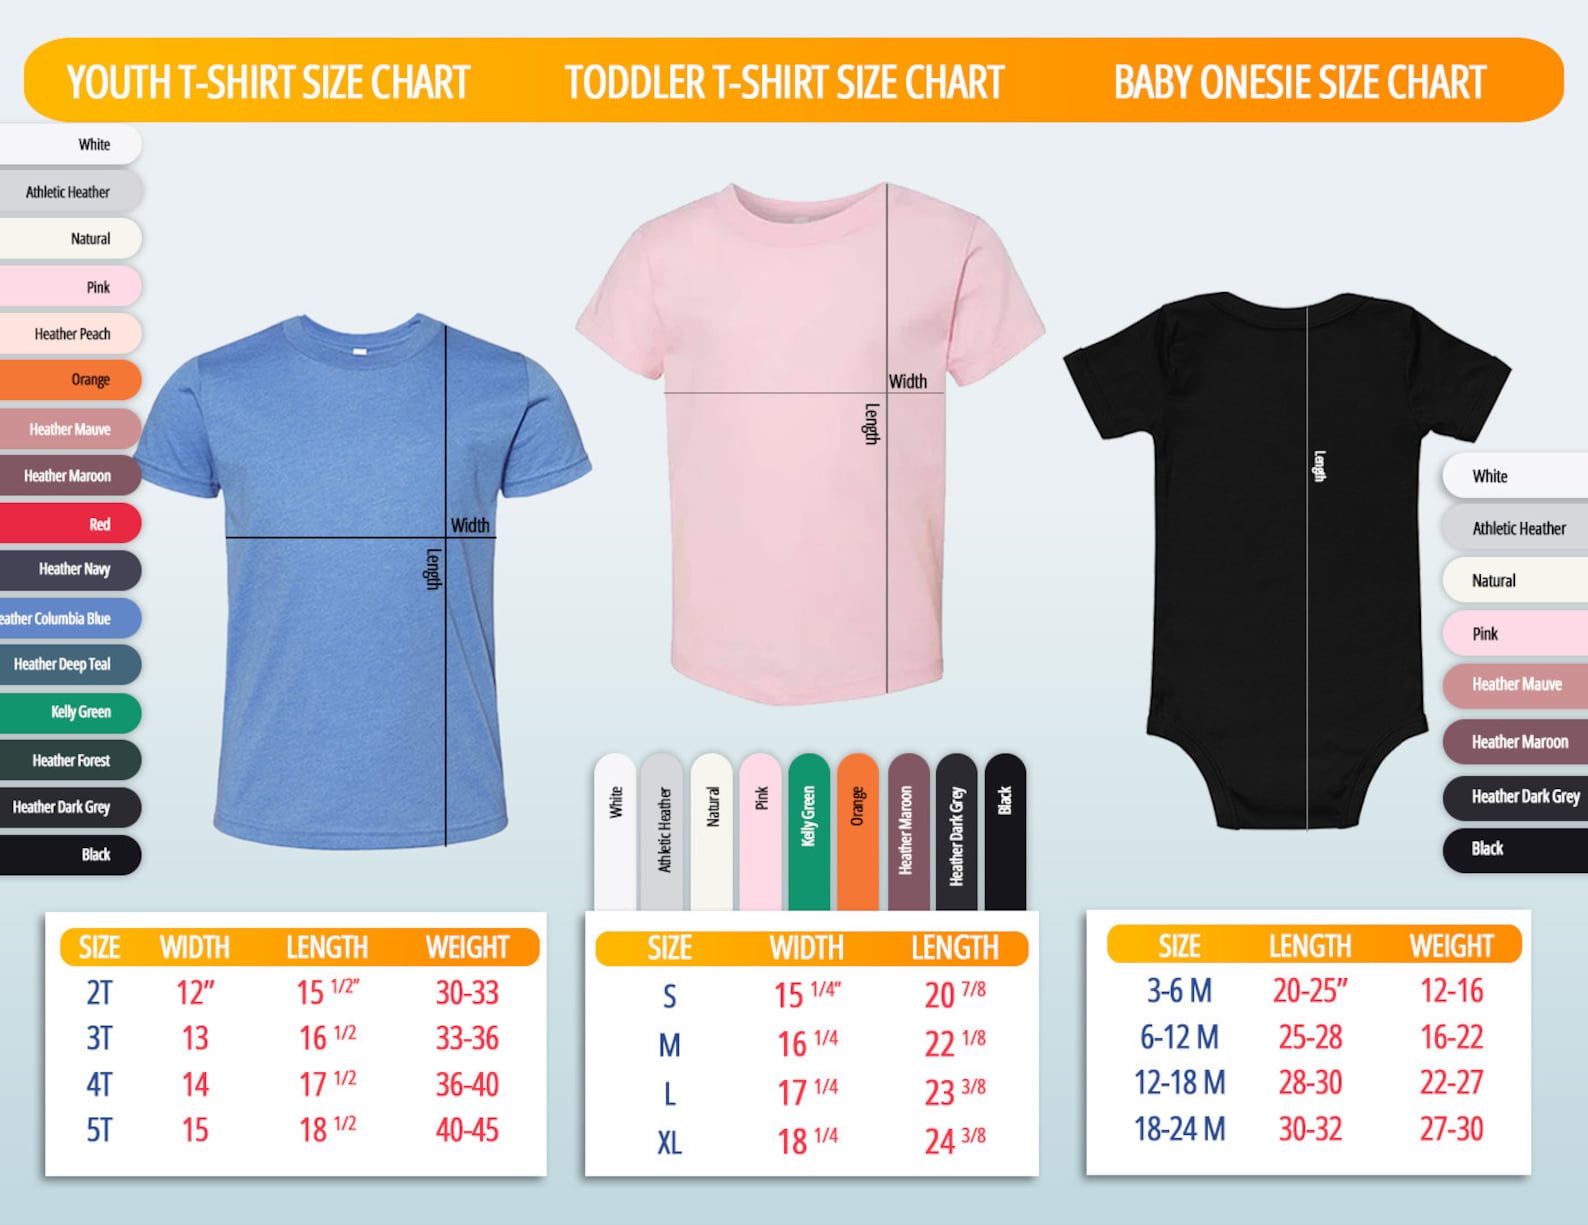 YOUTH T-SHIRT SIZE CHART
TODDLER T-SHIRT SIZE CHART
BABY ONESIE SIZE CHART
White
Athletic Heather
Natural
Pink
Heather Peach
Orange
Heather Mauve
Heather Maroon
Red
Heather Navy
eather Columbia Blue
Heather Deep Teal
Kelly Green
Heather Forest
Heather Dark Grey
Black
Width
Length
Width
Length
Length
White
Athletic Heather
Natural
Pink
Kelly Green
Orange
Heather Maroon
Heather Dark Grey
Black
White
Athletic Heather
Natural
Pink
Heather Mauve
Heather Maroon
Heather Dark Grey
Black
SIZE WIDTH LENGTH WEIGHT
2T 12” 15 1/2” 30-33
3T 13 16 1/2 33-36
4T 14 17 1/2 36-40
5T 15 18 1/2 40-45
SIZE WIDTH LENGTH
S 15 1/4” 20 7/8
M 16 1/4 22 1/8
L 17 1/4 23 3/8
XL 18 1/4 24 3/8
SIZE LENGTH WEIGHT
3-6 M 20-25” 12-16
6-12 M 25-28 16-22
12-18 M 28-30 22-27
18-24 M 30-32 27-30